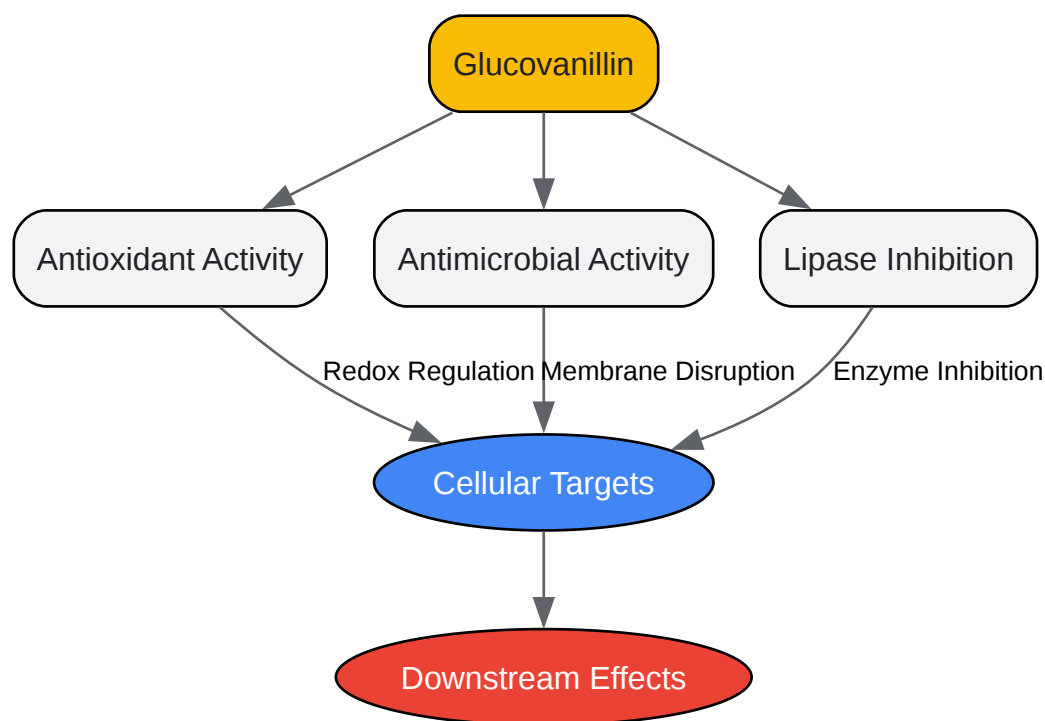 Glucovanillin
Antioxidant Activity
Antimicrobial Activity
Lipase Inhibition
Redox Regulation
Membrane Disruption
Enzyme Inhibition
Cellular Targets
Downstream Effects